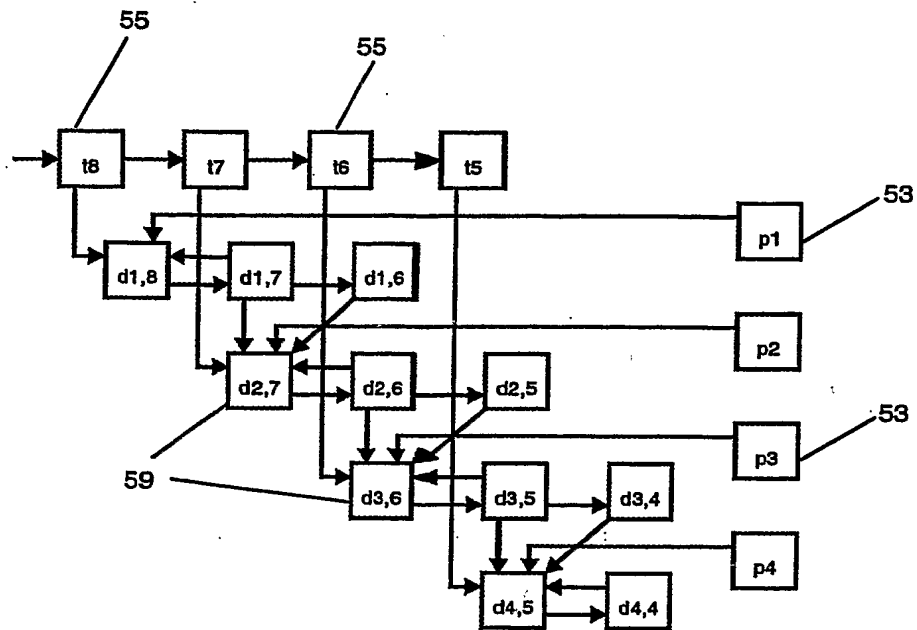 55
55
t8 t7 t6 t5
53
p1
d1,8 d1,7 d1,6
p2
d2,7 d2,6 d2,5
53
p3
59
d3,6 d3,5 d3,4
p4
d4,5 d4,4